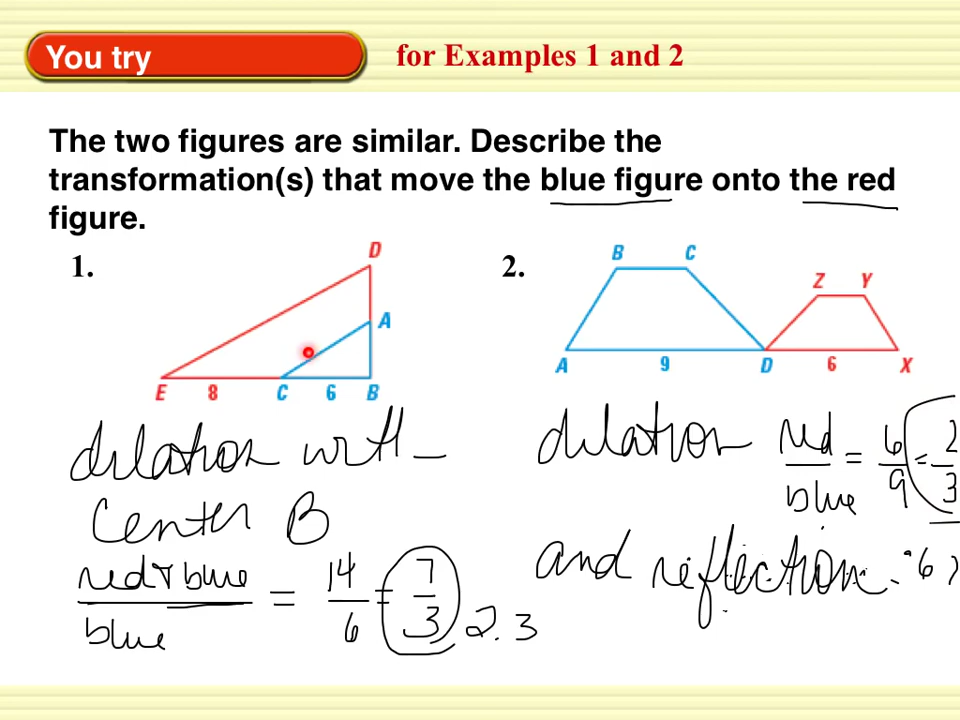 You try
for Examples 1 and 2
The two figures are similar. Describe the
transformation(s) that move the blue figure onto the red
figure.
1.
D
A
E 8 C 6 B
dilation with
center B
red + blue / blue = 14/6 = 7/3 2.3
2.
B C
Z Y
A 9 D 6 X
dilation red/blue = 6/9 = 2/3
and reflection